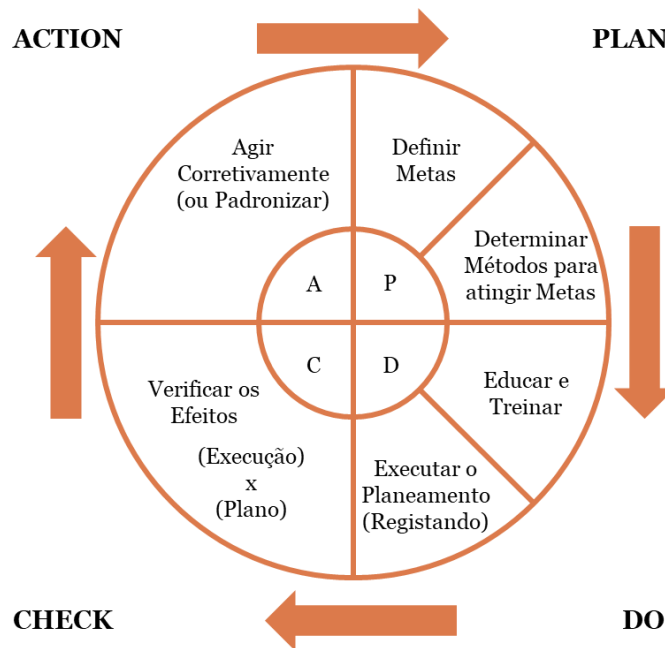 ACTION
PLAN
Agir
Corretivamente
(ou Padronizar)
Definir
Metas
Determinar
Métodos para
atingir Metas
A
P
C
D
Verificar os
Efeitos
(Execução)
x
(Plano)
Educar e
Treinar
Executar o
Planeamento
(Registando)
CHECK
DO